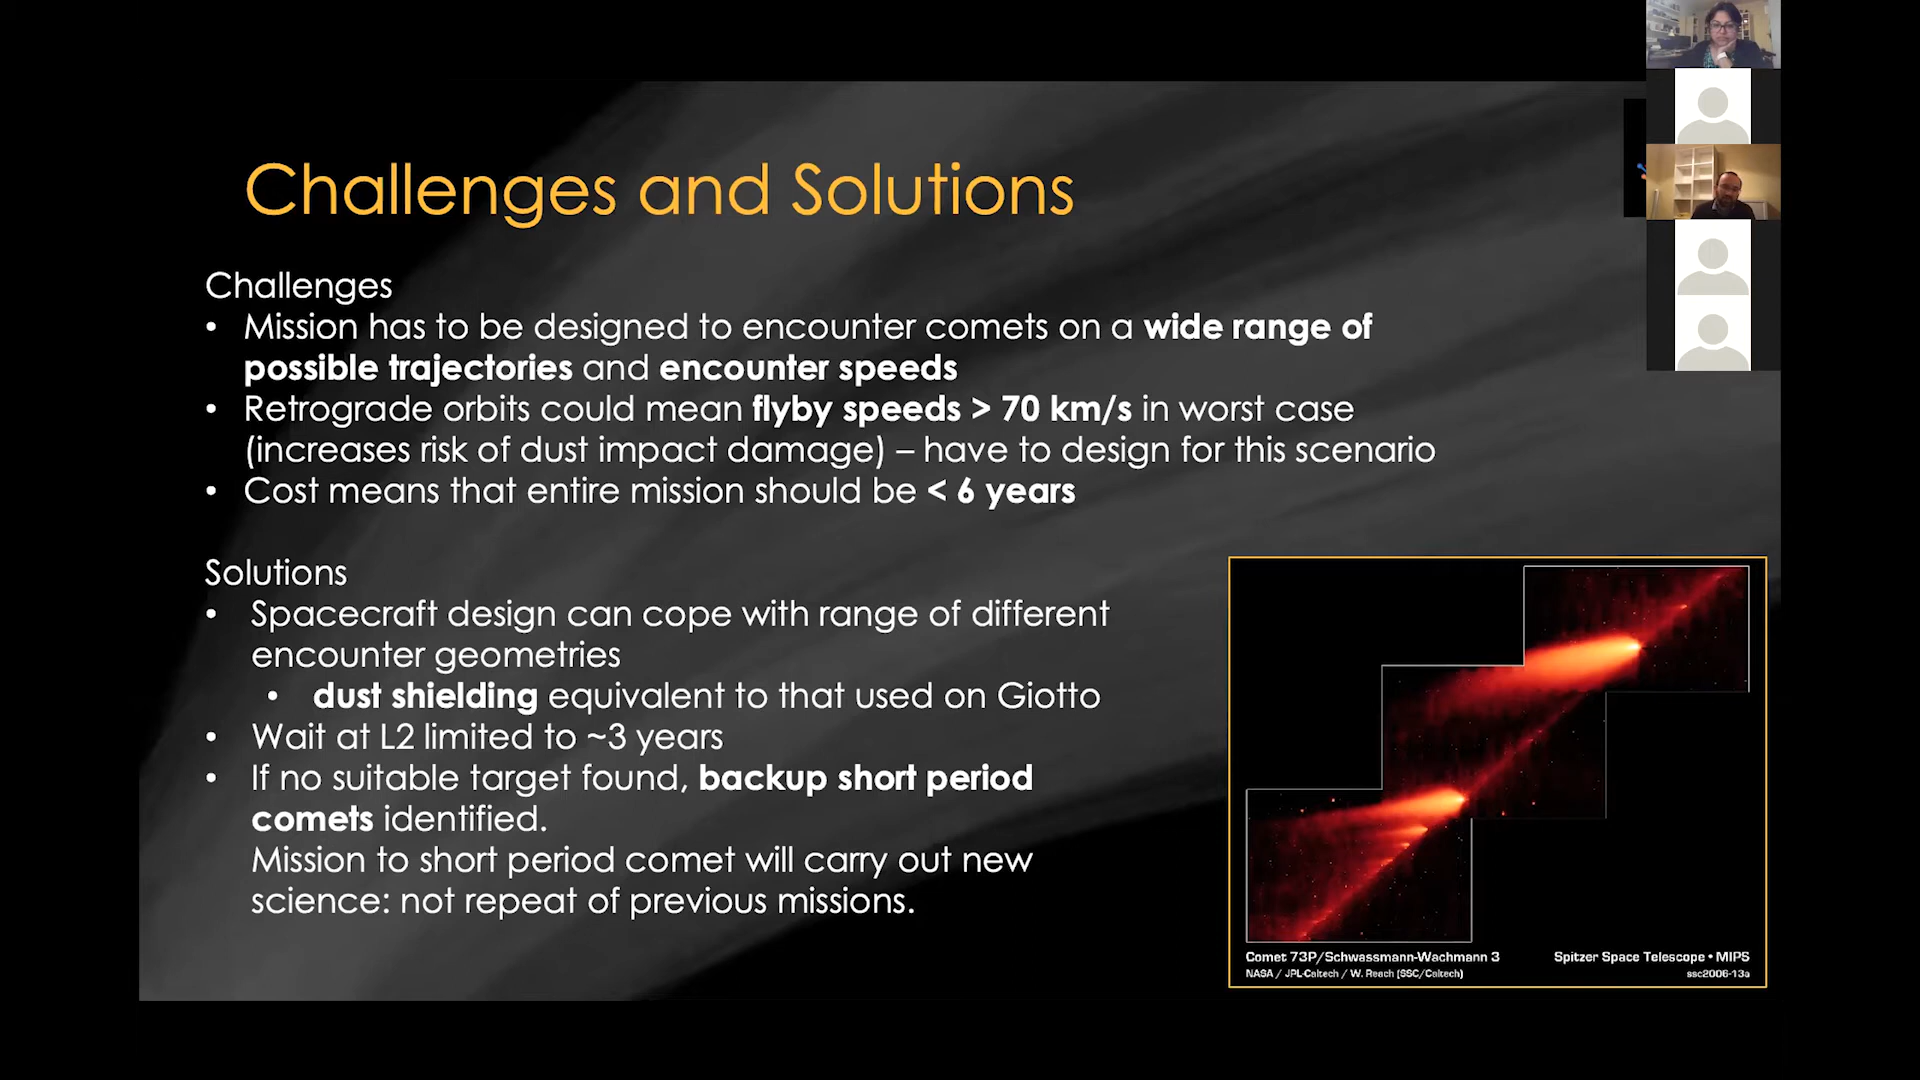 Challenges and Solutions
Challenges
• Mission has to be designed to encounter comets on a wide range of
possible trajectories and encounter speeds
• Retrograde orbits could mean flyby speeds > 70 km/s in worst case
(increases risk of dust impact damage) – have to design for this scenario
• Cost means that entire mission should be < 6 years
Solutions
• Spacecraft design can cope with range of different
encounter geometries
• dust shielding equivalent to that used on Giotto
• Wait at L2 limited to ~3 years
• If no suitable target found, backup short period
comets identified.
Mission to short period comet will carry out new
science: not repeat of previous missions.
Comet 73P/Schwassmann-Wachmann 3
NASA / JPL-Caltech / W. Reach (SSC/Caltech)
Spitzer Space Telescope • MIPS
ssc2006-13a